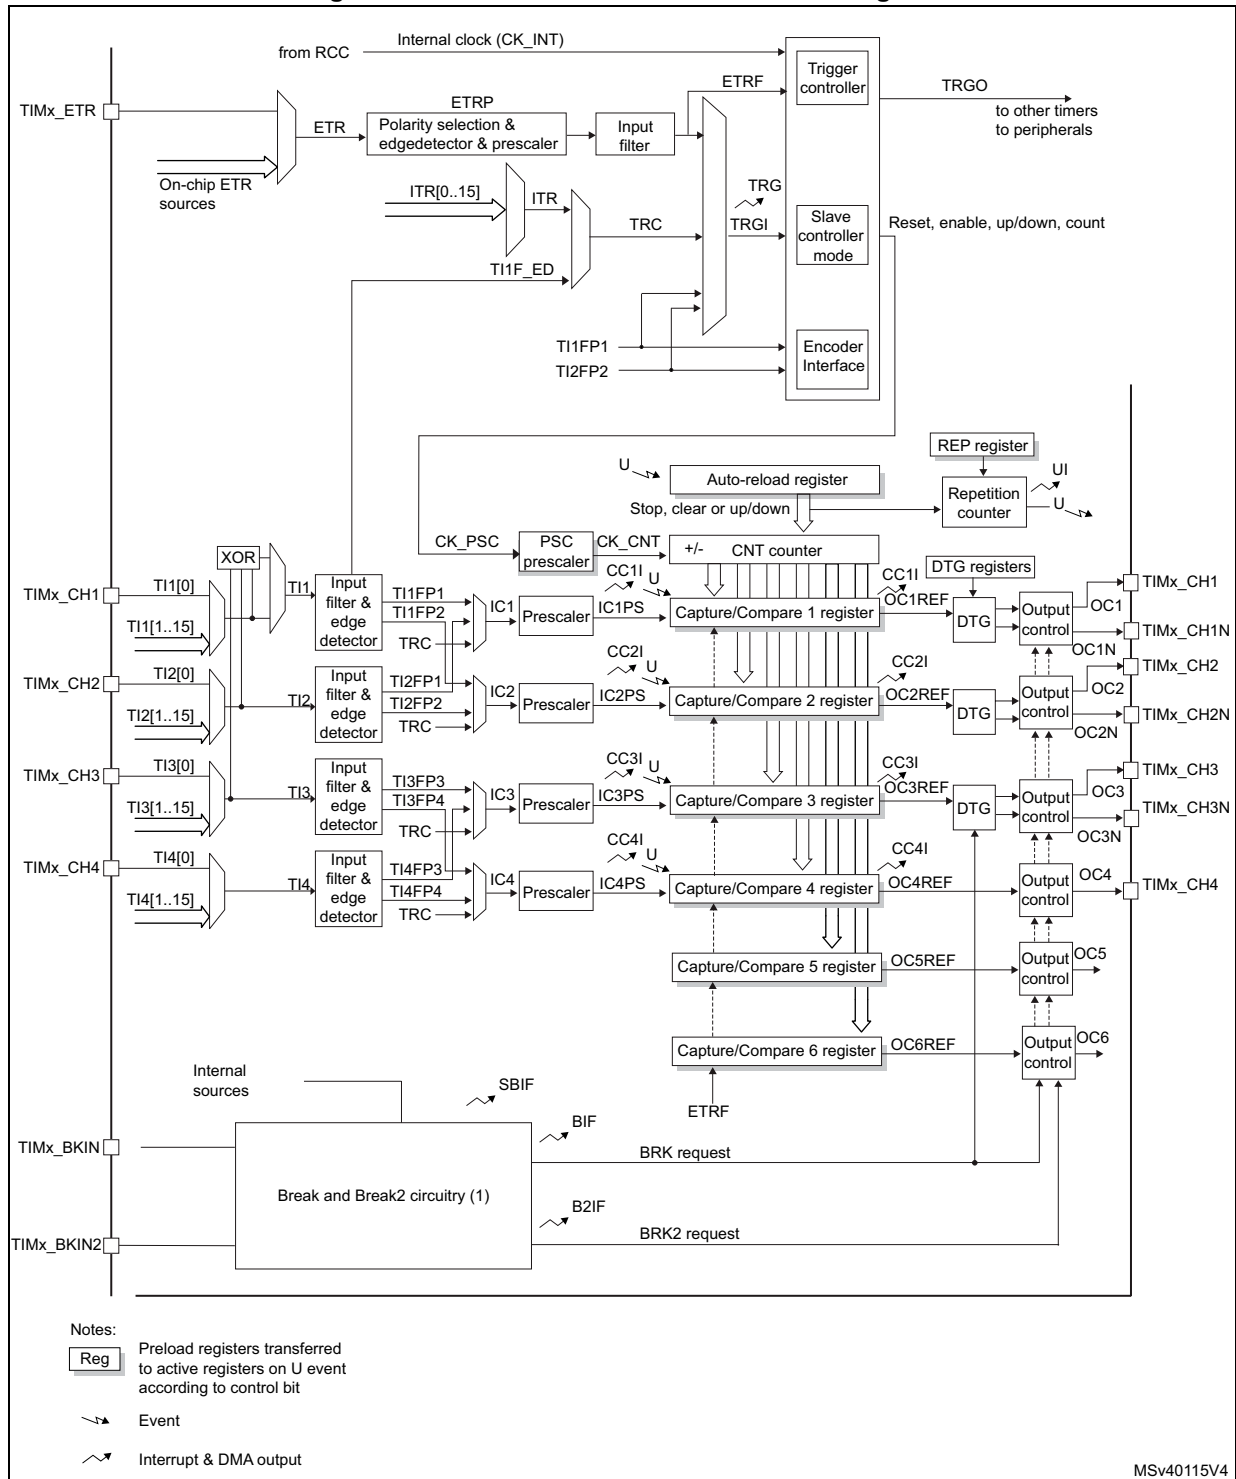 Internal clock (CK_INT)
from RCC
Trigger
controller
ETRF
TRGO
to other timers
to peripherals
TIMx_ETR
ETRP
ETR
Polarity selection &
edgedetector & prescaler
Input
filter
On-chip ETR
sources
ITR[0..15]
ITR
TRG
TRC
TRGI
Slave
controller
mode
Reset, enable, up/down, count
TI1F_ED
TI1FP1
TI2FP2
Encoder
Interface
REP register
U
Auto-reload register
UI
Repetition
counter
U
Stop, clear or up/down
CK_PSC
PSC
prescaler
CK_CNT
+/-
CNT counter
XOR
DTG registers
TIMx_CH1
TI1[0]
TI1[1..15]
TI1
Input
filter &
edge
detector
TI1FP1
TI1FP2
TRC
IC1
Prescaler
IC1PS
CC1I
U
Capture/Compare 1 register
CC1I
OC1REF
DTG
Output
control
OC1
OC1N
TIMx_CH1
TIMx_CH1N
TIMx_CH2
TI2[0]
TI2[1..15]
TI2
Input
filter &
edge
detector
TI2FP1
TI2FP2
TRC
IC2
Prescaler
IC2PS
CC2I
U
Capture/Compare 2 register
CC2I
OC2REF
DTG
Output
control
OC2
OC2N
TIMx_CH2
TIMx_CH2N
TIMx_CH3
TI3[0]
TI3[1..15]
TI3
Input
filter &
edge
detector
TI3FP3
TI3FP4
TRC
IC3
Prescaler
IC3PS
CC3I
U
Capture/Compare 3 register
CC3I
OC3REF
DTG
Output
control
OC3
OC3N
TIMx_CH3
TIMx_CH3N
TIMx_CH4
TI4[0]
TI4[1..15]
TI4
Input
filter &
edge
detector
TI4FP3
TI4FP4
TRC
IC4
Prescaler
IC4PS
CC4I
U
Capture/Compare 4 register
CC4I
OC4REF
Output
control
OC4
TIMx_CH4
Capture/Compare 5 register
OC5REF
Output
control
OC5
Capture/Compare 6 register
OC6REF
Output
control
OC6
ETRF
Internal
sources
SBIF
TIMx_BKIN
BIF
BRK request
Break and Break2 circuitry (1)
B2IF
TIMx_BKIN2
BRK2 request
Notes:
Reg
Preload registers transferred
to active registers on U event
according to control bit
Event
Interrupt & DMA output
MSv40115V4